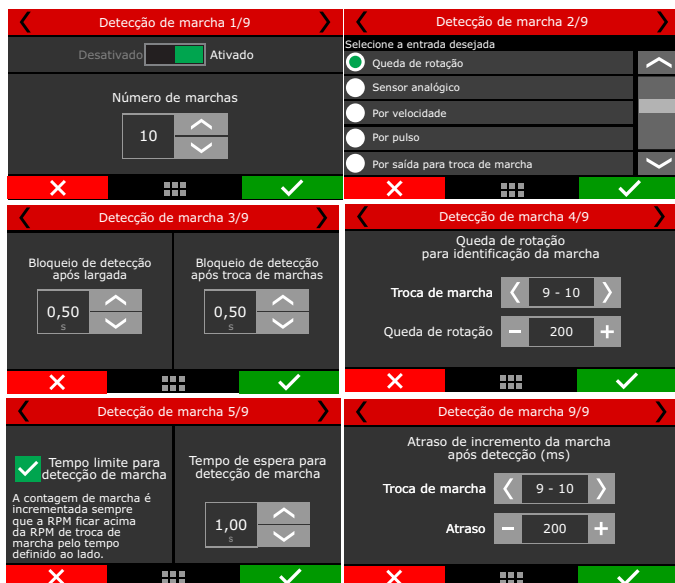 Detecção de marcha 1/9
Desativado
Ativado
Número de marchas
10
Detecção de marcha 2/9
Selecione a entrada desejada
Queda de rotação
Sensor analógico
Por velocidade
Por pulso
Por saída para troca de marcha
Detecção de marcha 3/9
Bloqueio de detecção
após largada
0,50
s
Bloqueio de detecção
após troca de marchas
0,50
s
Detecção de marcha 4/9
Queda de rotação
para identificação da marcha
Troca de marcha
9 - 10
Queda de rotação
200
Detecção de marcha 5/9
Tempo limite para
detecção de marcha
A contagem de marcha é
incrementada sempre
que a RPM ficar acima
da RPM de troca de
marcha pelo tempo
definido ao lado.
Tempo de espera para
detecção de marcha
1,00
s
Detecção de marcha 9/9
Atraso de incremento da marcha
após detecção (ms)
Troca de marcha
9 - 10
Atraso
200